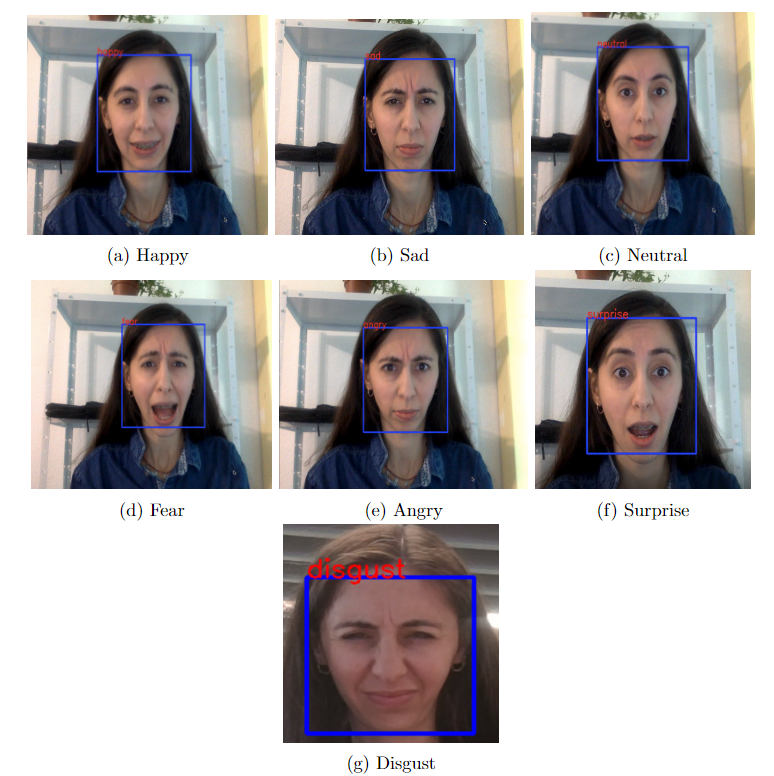 happy
sad
neutral
(a) Happy
(b) Sad
(c) Neutral
fear
angry
surprise
(d) Fear
(e) Angry
(f) Surprise
disgust
(g) Disgust